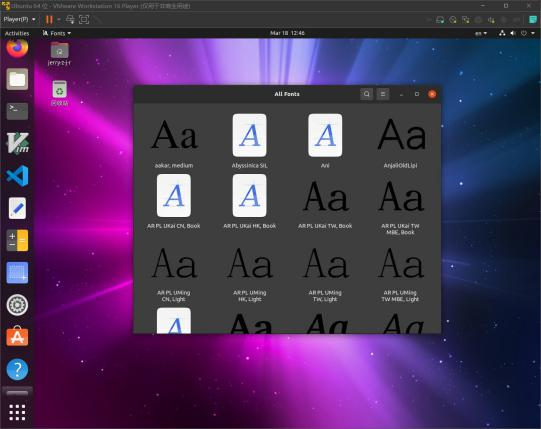 Ubuntu 64 位 - VMware Workstation 16 Player (仅用于非商业用途)
Player(P)
Activities
Fonts
Mar 18 12:46
en
jerry-z-j-r
回收站
All Fonts
Aa
A
A
Aa
aakar, medium
Abyssinica SIL
Ani
AnjaliOldLipi
A
A
Aa
Aa
AR PL UKai CN, Book
AR PL UKai HK, Book
AR PL UKai TW, Book
AR PL UKai TW
MBE, Book
Aa
Aa
Aa
Aa
AR PL UMing
CN, Light
AR PL UMing
HK, Light
AR PL UMing
TW, Light
AR PL UMing
TW MBE, Light
A
Aa
Aa
Aa